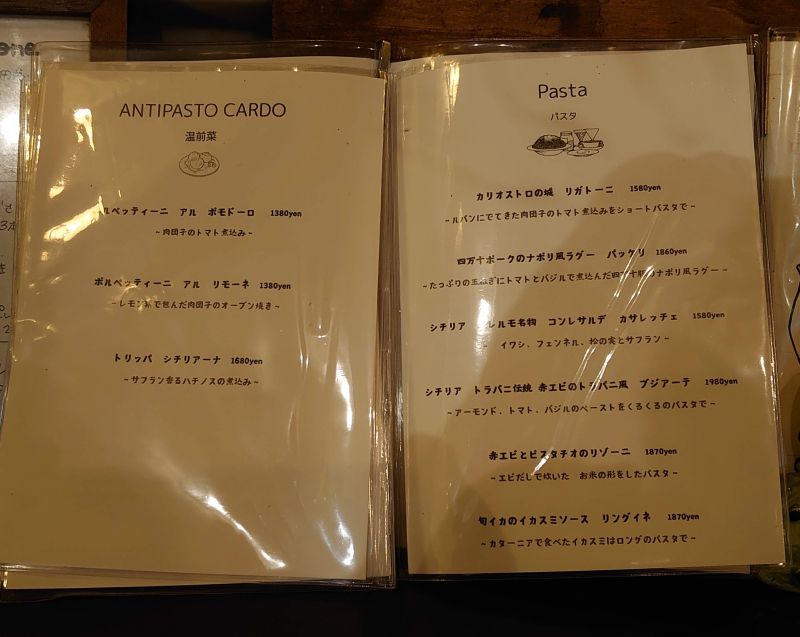 ANTIPASTO CARDO
温前菜
ルペッティーニ アル ポモドーロ 1380yen
~肉団子のトマト煮込み~
ポルペッティーニ アル リモーネ 1380yen
~レモン葉で包んだ肉団子のオーブン焼き~
トリッパ シチリアーナ 1680yen
~サフラン香るハチノスの煮込み~
Pasta
パスタ
カリオストロの城 リガトーニ 1580yen
~ルパンにでてきた肉団子のトマト煮込みをショートパスタで~
四万十ポークのナポリ風ラグー パッケリ 1860yen
~たっぷりの玉ねぎにトマトとバジルで煮込んだ四万十豚のナポリ風ラグー~
シチリア レルモ名物 コンレサルデ カサレッチェ 1580yen
イワシ、フェンネル、松の実とサフラン~
シチリア トラパニ伝統 赤エビのトラパニ風 ブジアーテ 1980yen
~アーモンド、トマト、バジルのペーストをくるくるのパスタで~
赤エビとピスタチオのリゾーニ 1870yen
~エビだしで炊いた お米の形をしたパスタ~
旬イカのイカスミソース リングイネ 1870yen
~カターニアで食べたイカスミはロングのパスタで~